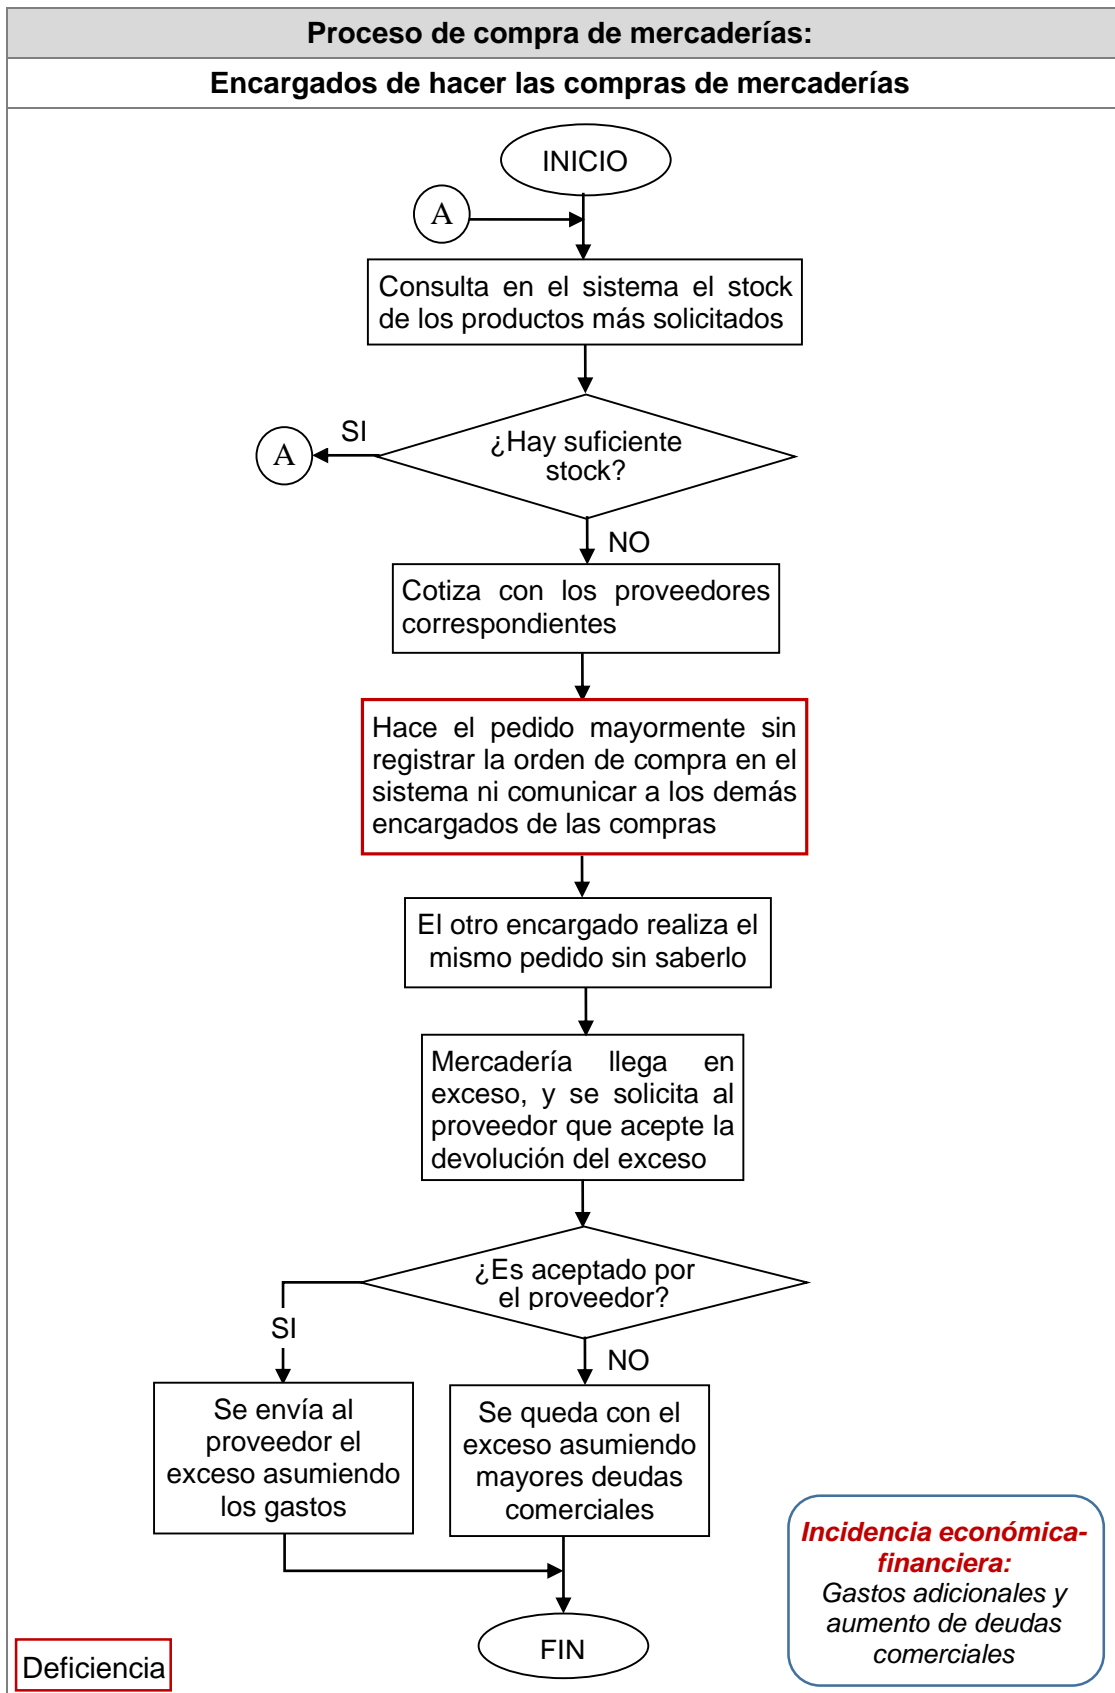 Proceso de compra de mercaderías:
Encargados de hacer las compras de mercaderías
INICIO
A
Consulta en el sistema el stock
de los productos más solicitados
¿Hay suficiente
stock?
SI
A
NO
Cotiza con los proveedores
correspondientes
Hace el pedido mayormente sin
registrar la orden de compra en el
sistema ni comunicar a los demás
encargados de las compras
El otro encargado realiza el
mismo pedido sin saberlo
Mercadería llega en
exceso, y se solicita al
proveedor que acepte la
devolución del exceso
¿Es aceptado por
el proveedor?
SI
NO
Se envía al
proveedor el
exceso asumiendo
los gastos
Se queda con el
exceso asumiendo
mayores deudas
comerciales
Incidencia económica-
financiera:
Gastos adicionales y
aumento de deudas
comerciales
FIN
Deficiencia